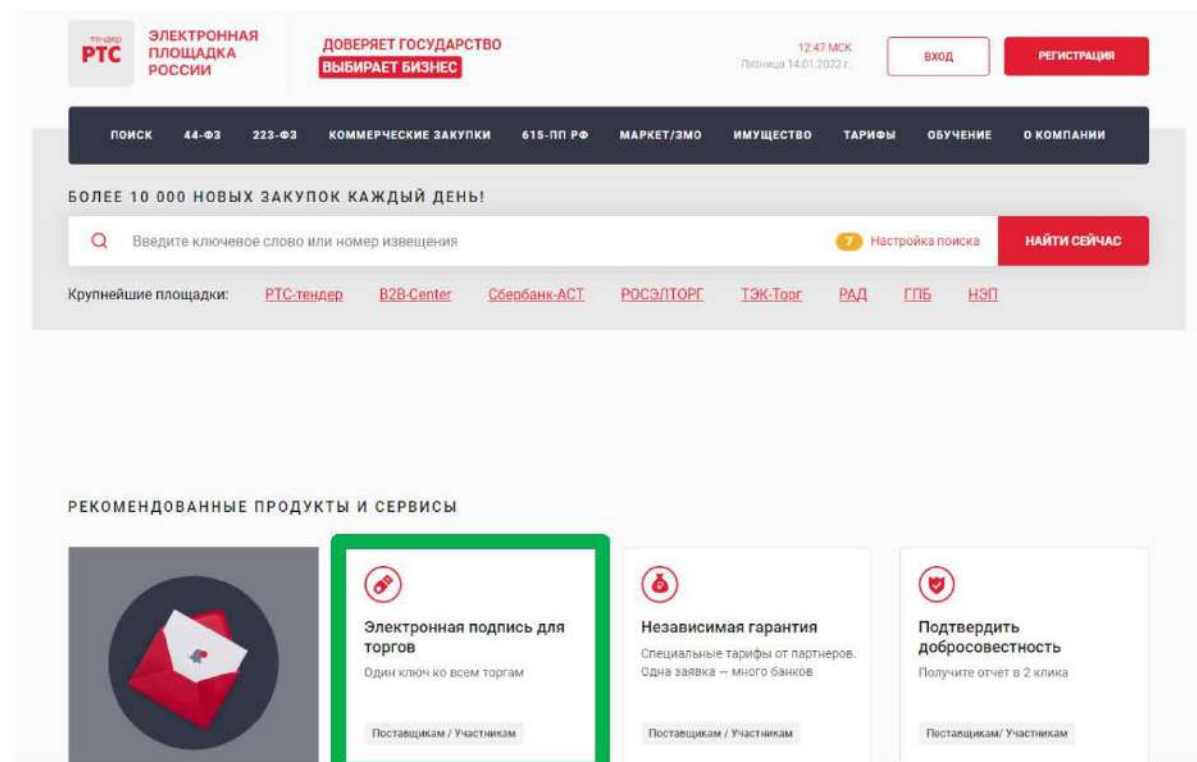 тендер
РТС
ЭЛЕКТРОННАЯ
ПЛОЩАДКА
РОССИИ
ДОВЕРЯЕТ ГОСУДАРСТВО
ВЫБИРАЕТ БИЗНЕС
12:47 МСК
Пятница 14.01.2022 г.
ВХОД
РЕГИСТРАЦИЯ
ПОИСК 44-ФЗ 223-ФЗ КОММЕРЧЕСКИЕ ЗАКУПКИ 615-ПП РФ МАРКЕТ/ЗМО ИМУЩЕСТВО ТАРИФЫ ОБУЧЕНИЕ О КОМПАНИИ
БОЛЕЕ 10 000 НОВЫХ ЗАКУПОК КАЖДЫЙ ДЕНЬ!
Введите ключевое слово или номер извещения 7 Настройка поиска НАЙТИ СЕЙЧАС
Крупнейшие площадки: РТС-тендер B2B-Center Сбербанк-АСТ РОСЭЛТОРГ ТЭК-Торг РАД ГПБ НЭП
РЕКОМЕНДОВАННЫЕ ПРОДУКТЫ И СЕРВИСЫ
Электронная подпись для
торгов
Один ключ ко всем торгам
Поставщикам / Участникам
Независимая гарантия
Специальные тарифы от партнеров.
Одна заявка — много банков
Поставщикам / Участникам
Подтвердить
добросовестность
Получите отчет в 2 клика
Поставщикам/ Участникам